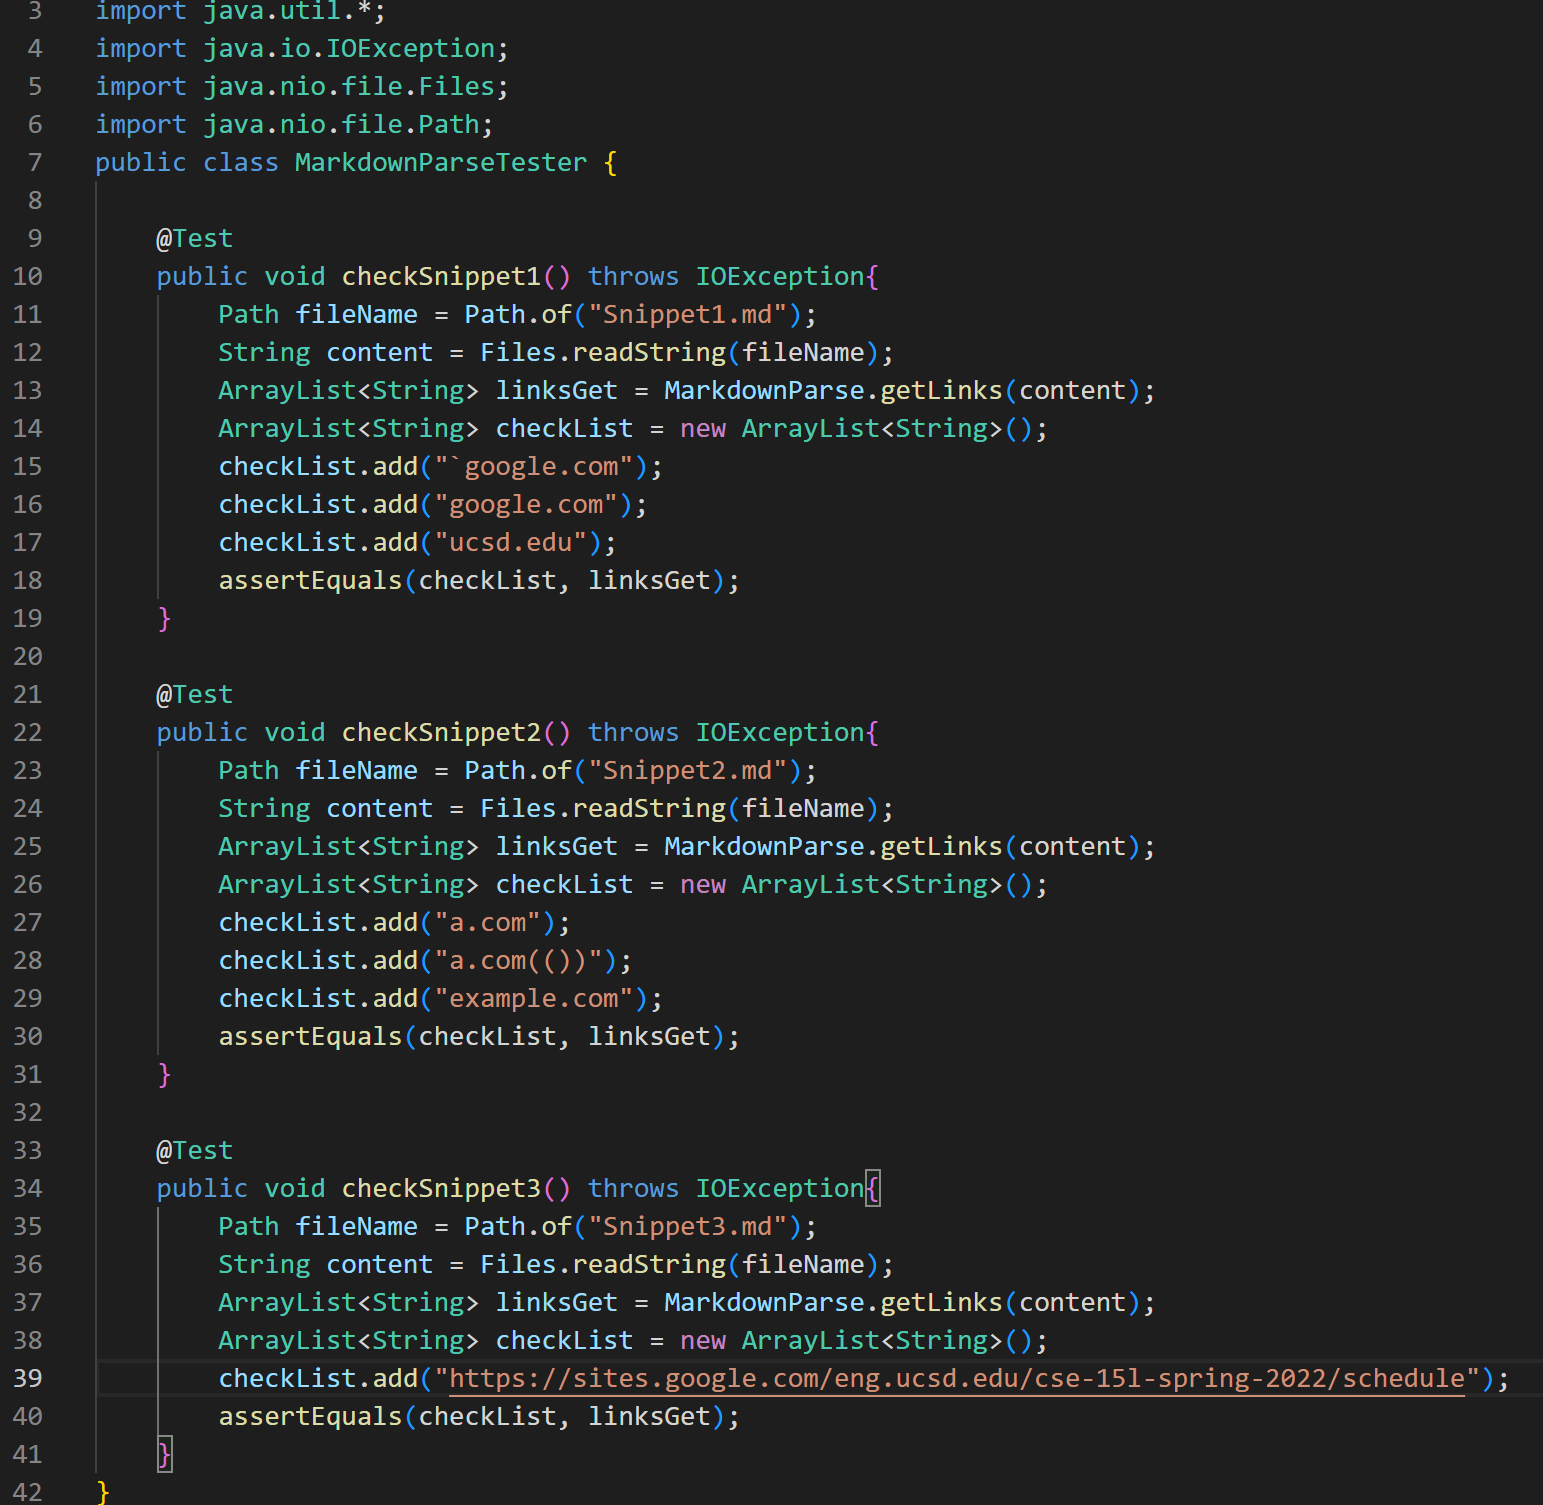 3 import java.util.*;
4 import java.io.IOException;
5 import java.nio.file.Files;
6 import java.nio.file.Path;
7 public class MarkdownParseTester {
8
9 @Test
10 public void checkSnippet1() throws IOException{
11 Path fileName = Path.of("Snippet1.md");
12 String content = Files.readString(fileName);
13 ArrayList<String> linksGet = MarkdownParse.getLinks(content);
14 ArrayList<String> checkList = new ArrayList<String>();
15 checkList.add("`google.com");
16 checkList.add("google.com");
17 checkList.add("ucsd.edu");
18 assertEquals(checkList, linksGet);
19 }
20
21 @Test
22 public void checkSnippet2() throws IOException{
23 Path fileName = Path.of("Snippet2.md");
24 String content = Files.readString(fileName);
25 ArrayList<String> linksGet = MarkdownParse.getLinks(content);
26 ArrayList<String> checkList = new ArrayList<String>();
27 checkList.add("a.com");
28 checkList.add("a.com(())");
29 checkList.add("example.com");
30 assertEquals(checkList, linksGet);
31 }
32
33 @Test
34 public void checkSnippet3() throws IOException{
35 Path fileName = Path.of("Snippet3.md");
36 String content = Files.readString(fileName);
37 ArrayList<String> linksGet = MarkdownParse.getLinks(content);
38 ArrayList<String> checkList = new ArrayList<String>();
39 checkList.add("https://sites.google.com/eng.ucsd.edu/cse-15l-spring-2022/schedule");
40 assertEquals(checkList, linksGet);
41 }
42 }